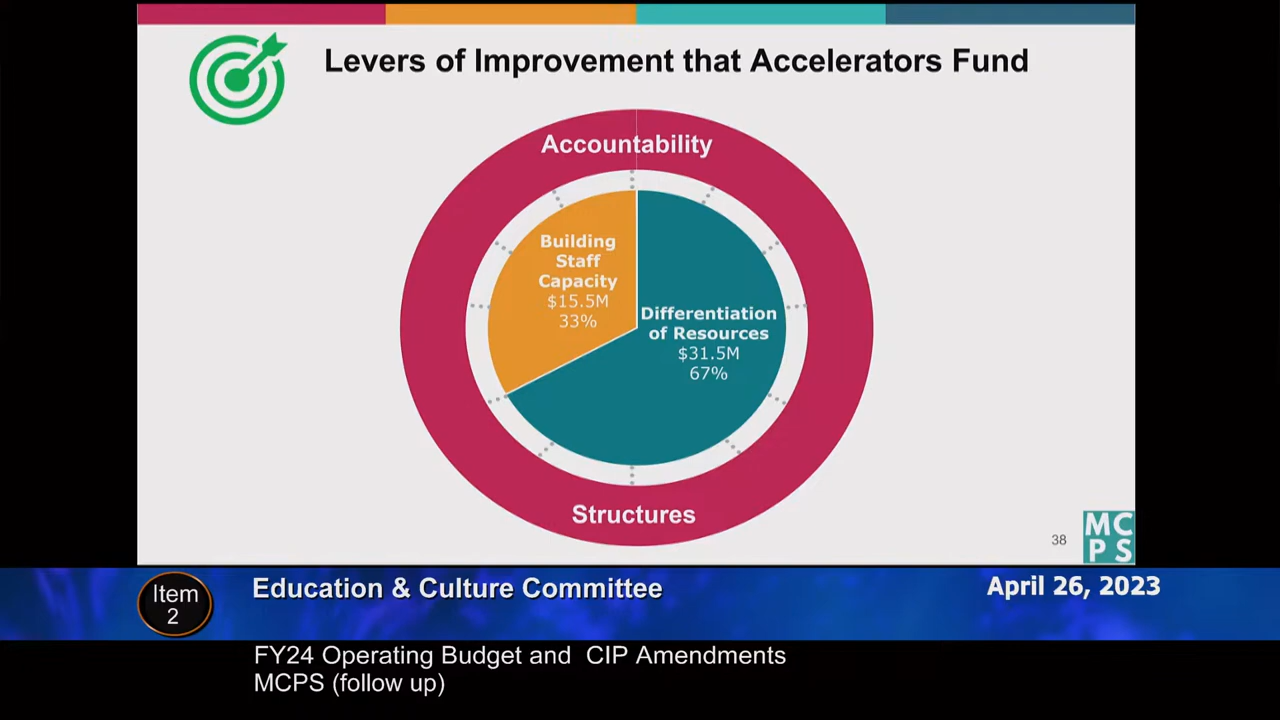 Levers of Improvement that Accelerators Fund
Accountability
Building
Staff
Capacity
$15.5M
33%
Differentiation
of Resources
$31.5M
67%
Structures
38
MC
PS
Item
2
Education & Culture Committee
April 26, 2023
FY24 Operating Budget and CIP Amendments
MCPS (follow up)